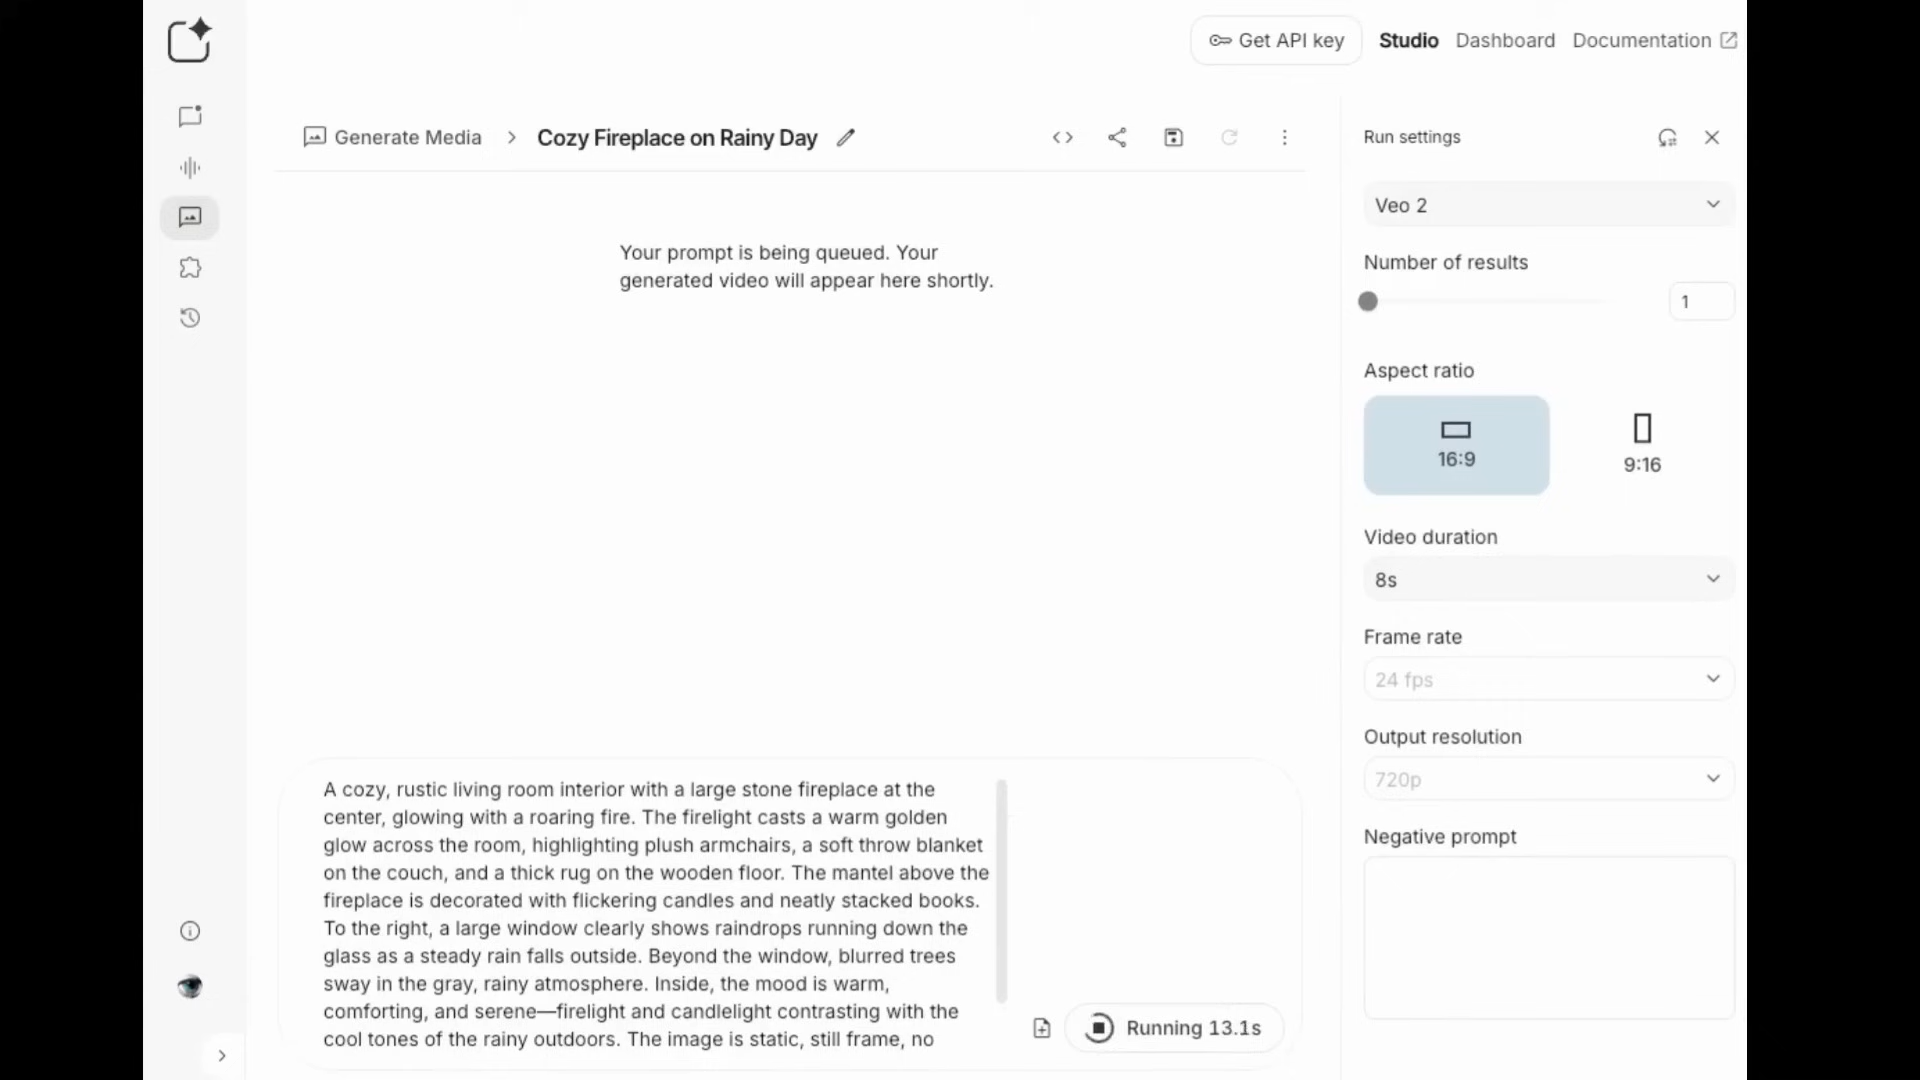 Get API key
Studio
Dashboard
Documentation
Generate Media
Cozy Fireplace on Rainy Day
Run settings
Your prompt is being queued. Your
generated video will appear here shortly.
Veo 2
Number of results
1
Aspect ratio
16:9
9:16
Video duration
8s
Frame rate
24 fps
Output resolution
720p
Negative prompt
A cozy, rustic living room interior with a large stone fireplace at the
center, glowing with a roaring fire. The firelight casts a warm golden
glow across the room, highlighting plush armchairs, a soft throw blanket
on the couch, and a thick rug on the wooden floor. The mantel above the
fireplace is decorated with flickering candles and neatly stacked books.
To the right, a large window clearly shows raindrops running down the
glass as a steady rain falls outside. Beyond the window, blurred trees
sway in the gray, rainy atmosphere. Inside, the mood is warm,
comforting, and serene—firelight and candlelight contrasting with the
cool tones of the rainy outdoors. The image is static, still frame, no
Running 13.1s